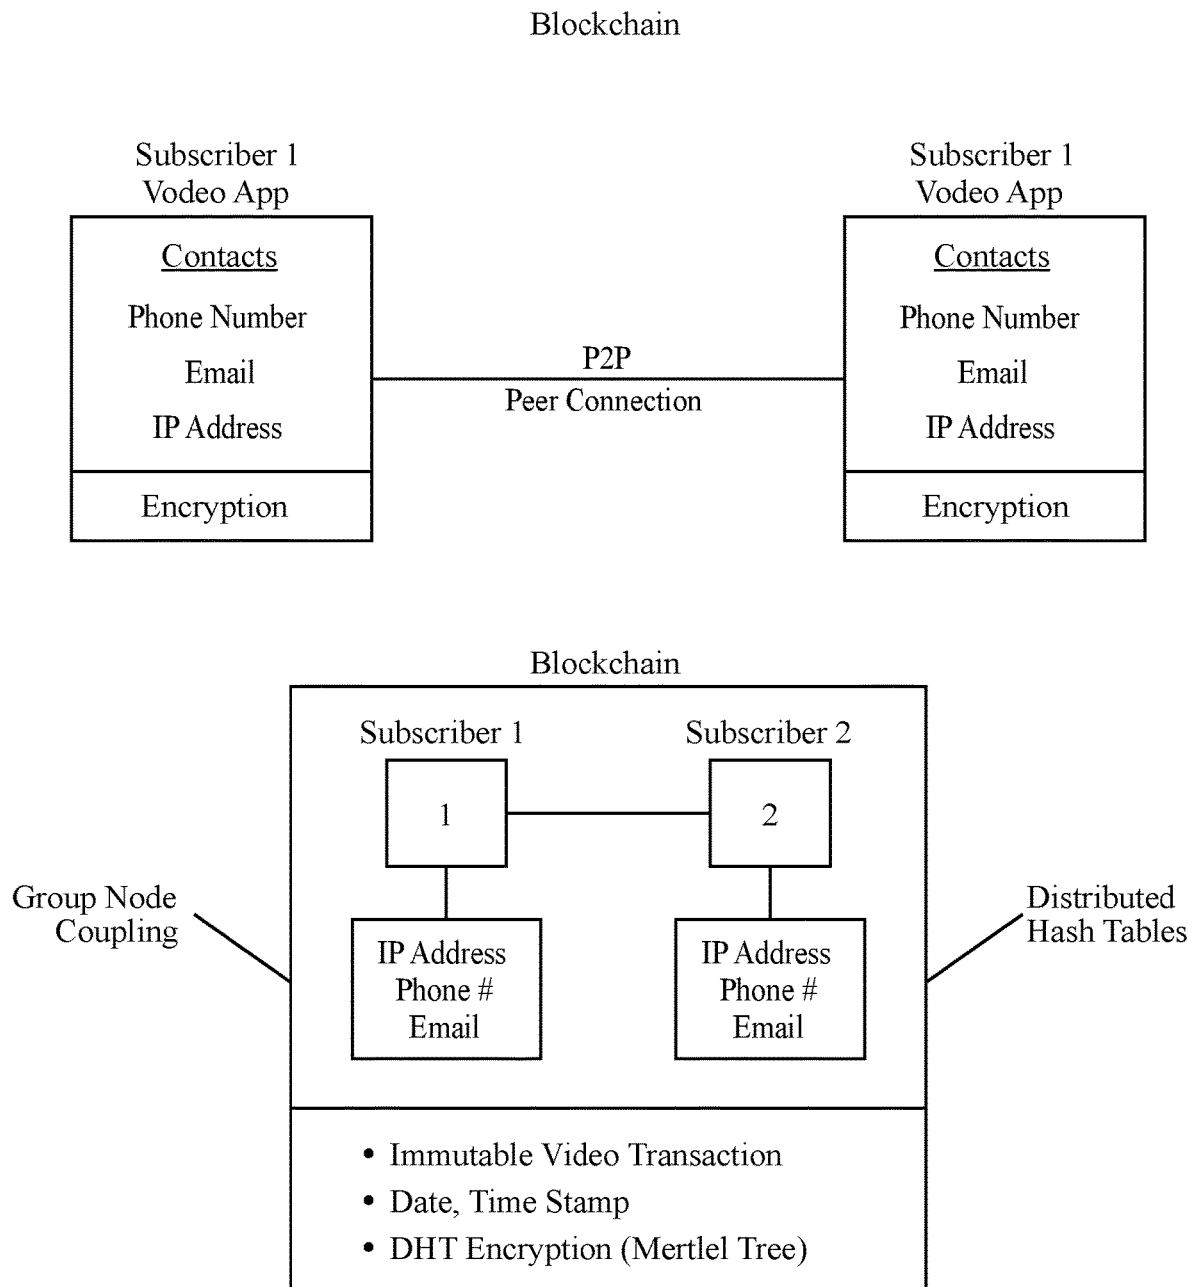 Blockchain
Subscriber 1
Vodeo App
Contacts
Phone Number
Email
IP Address
Encryption
P2P
Peer Connection
Subscriber 1
Vodeo App
Contacts
Phone Number
Email
IP Address
Encryption
Blockchain
Subscriber 1
1
IP Address
Phone #
Email
Subscriber 2
2
IP Address
Phone #
Email
Group Node
Coupling
Distributed
Hash Tables
• Immutable Video Transaction
• Date, Time Stamp
• DHT Encryption (Mertlel Tree)